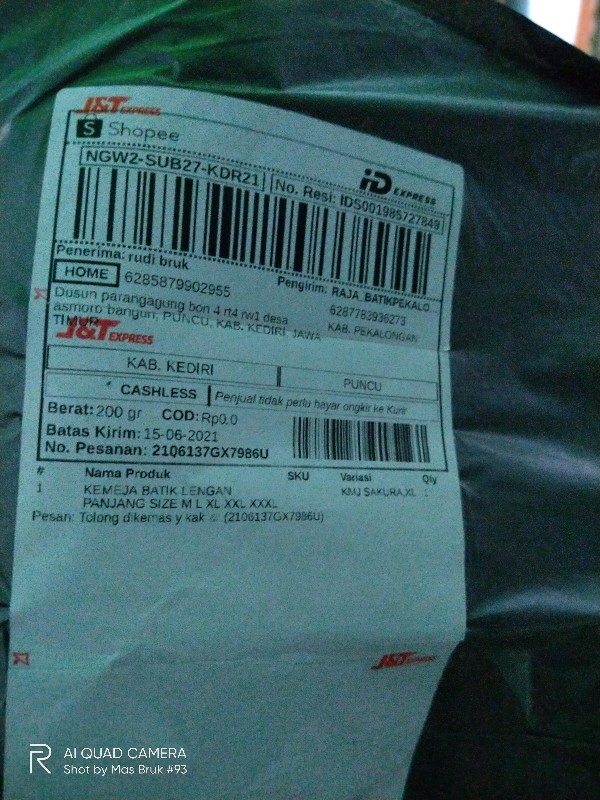 J&T EXPRESS
S Shopee
iD EXPRESS
NGW2-SUB27-KDR21
No. Resi: IDS001985727849
Penerima: rudi bruk
Pengirim: RAJA_BATIKPEKALO
HOME 6285879902955
6287783936273
Dusun parangagung bon 4 rt4 rw1 desa
KAB. PEKALONGAN
asmoro bangun, PUNCU, KAB. KEDIRI, JAWA
TIMUR
J&T EXPRESS
KAB. KEDIRI
PUNCU
CASHLESS
Penjual tidak perlu bayar ongkir ke Kurir
Berat: 200 gr COD: Rp0.0
Batas Kirim: 15-06-2021
No. Pesanan: 2106137GX7986U
# Nama Produk SKU Variasi Qty
1 KEMEJA BATIK LENGAN KMJ SAKURA,XL 1
PANJANG SIZE M L XL XXL XXXL
Pesan: Tolong dikemas y kak (2106137GX7986U)
J&T EXPRESS
AI QUAD CAMERA
Shot by Mas Bruk #93